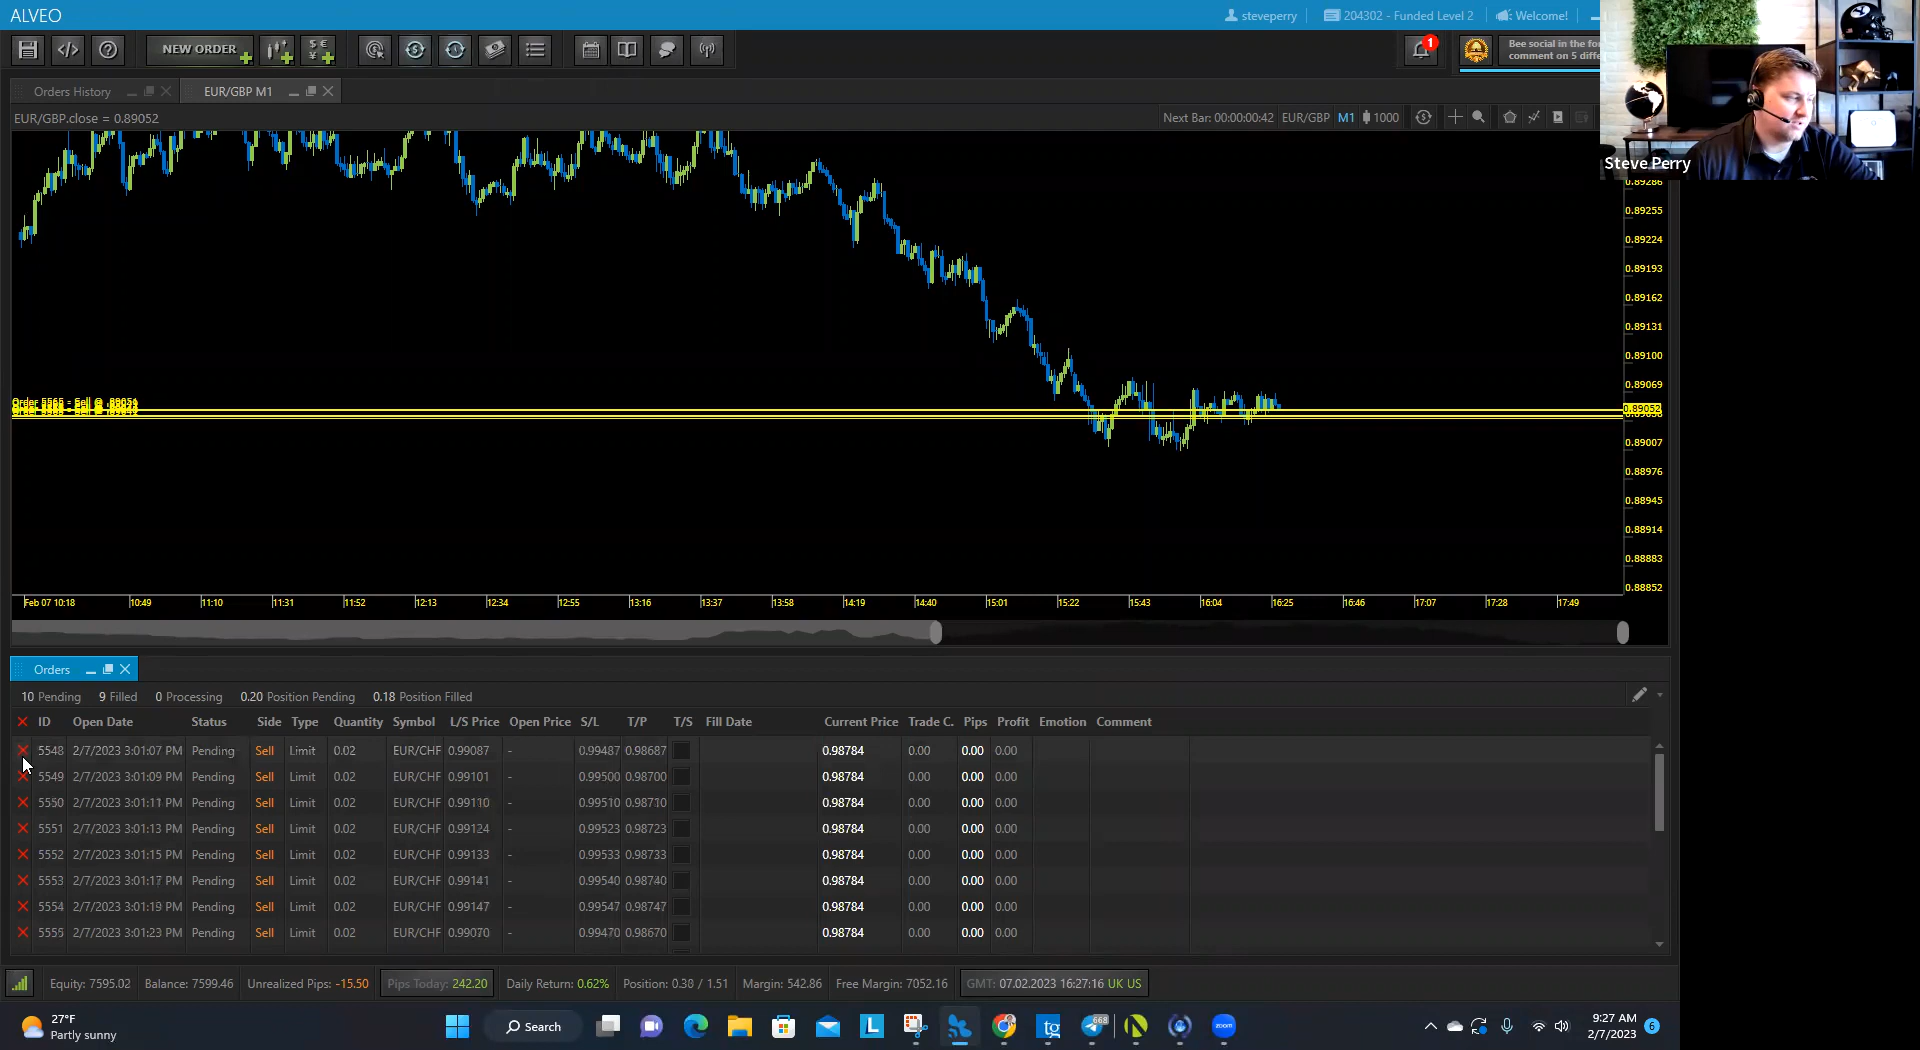 ALVEO
steveperry
204302 - Funded Level 2
Welcome!
NEW ORDER
1
Bee social in the fo
comment on 5 diffe
Steve Perry
Orders History
EUR/GBP M1
EUR/GBP.close = 0.89052
Next Bar: 00:00:00:42 EUR/GBP M1 1000
0.89286
0.89255
0.89224
0.89193
0.89162
0.89131
0.89100
0.89069
0.89052
0.89007
0.88976
0.88945
0.88914
0.88883
0.88852
Feb 07 10:18 10:49 11:10 11:31 11:52 12:13 12:34 12:55 13:16 13:37 13:58 14:19 14:40 15:01 15:22 15:43 16:04 16:25 16:46 17:07 17:28 17:49
Orders
10 Pending 9 Filled 0 Processing 0.20 Position Pending 0.18 Position Filled
ID Open Date Status Side Type Quantity Symbol L/S Price Open Price S/L T/P T/S Fill Date Current Price Trade C. Pips Profit Emotion Comment
5548 2/7/2023 3:01:07 PM Pending Sell Limit 0.02 EUR/CHF 0.99087 - 0.99487 0.98687 0.98784 0.00 0.00 0.00
5549 2/7/2023 3:01:09 PM Pending Sell Limit 0.02 EUR/CHF 0.99101 - 0.99500 0.98700 0.98784 0.00 0.00 0.00
5550 2/7/2023 3:01:11 PM Pending Sell Limit 0.02 EUR/CHF 0.99110 - 0.99510 0.98710 0.98784 0.00 0.00 0.00
5551 2/7/2023 3:01:13 PM Pending Sell Limit 0.02 EUR/CHF 0.99124 - 0.99523 0.98723 0.98784 0.00 0.00 0.00
5552 2/7/2023 3:01:15 PM Pending Sell Limit 0.02 EUR/CHF 0.99133 - 0.99533 0.98733 0.98784 0.00 0.00 0.00
5553 2/7/2023 3:01:17 PM Pending Sell Limit 0.02 EUR/CHF 0.99141 - 0.99540 0.98740 0.98784 0.00 0.00 0.00
5554 2/7/2023 3:01:19 PM Pending Sell Limit 0.02 EUR/CHF 0.99147 - 0.99547 0.98747 0.98784 0.00 0.00 0.00
5555 2/7/2023 3:01:23 PM Pending Sell Limit 0.02 EUR/CHF 0.99070 - 0.99470 0.98670 0.98784 0.00 0.00 0.00
Equity: 7595.02 Balance: 7599.46 Unrealized Pips: -15.50 Pips Today: 242.20 Daily Return: 0.62% Position: 0.38 / 1.51 Margin: 542.86 Free Margin: 7052.16 GMT: 07.02.2023 16:27:16 UK US
27°F
Partly sunny
Search
L
tg
668
zoom
9:27 AM
2/7/2023
6